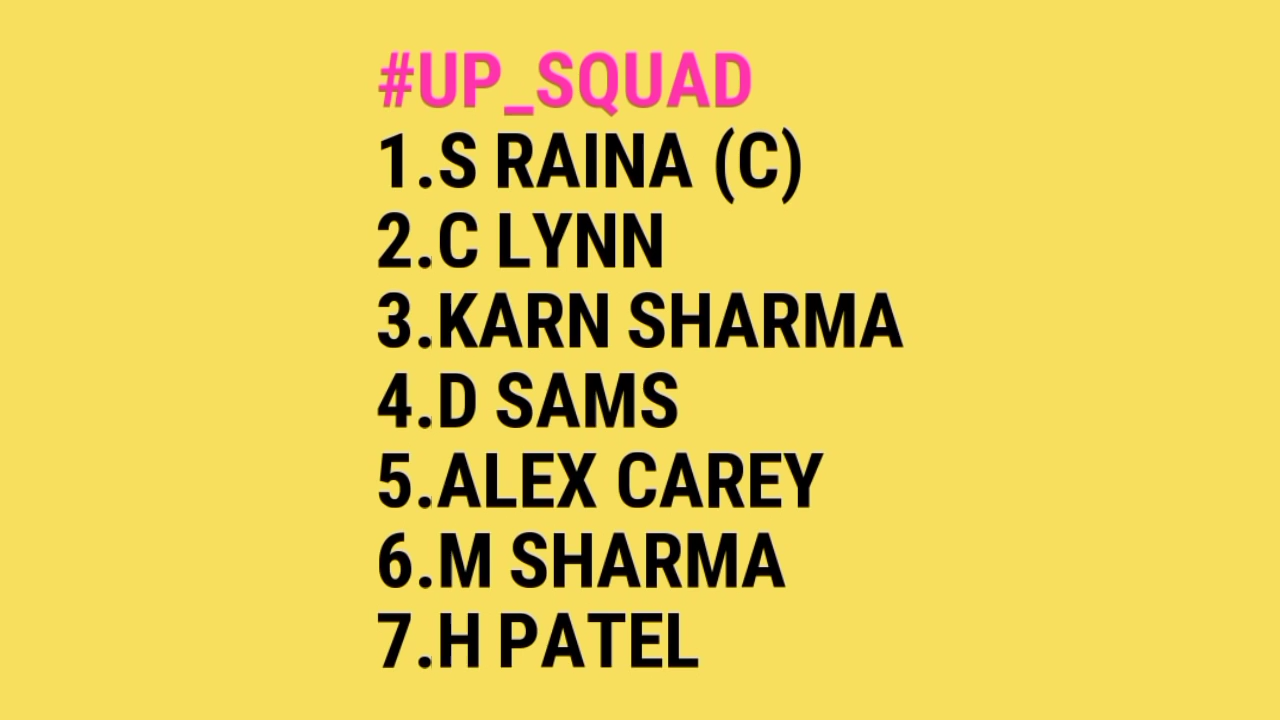 #UP_SQUAD
1.S RAINA (C)
2.C LYNN
3.KARN SHARMA
4.D SAMS
5.ALEX CAREY
6.M SHARMA
7.H PATEL